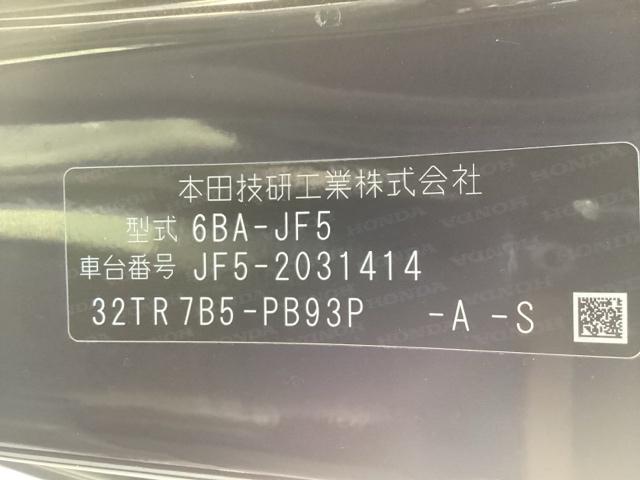 本田技研工業株式会社
型式 6BA-JF5
車台番号 JF5-2031414
32TR 7B5-PB93P -A -S